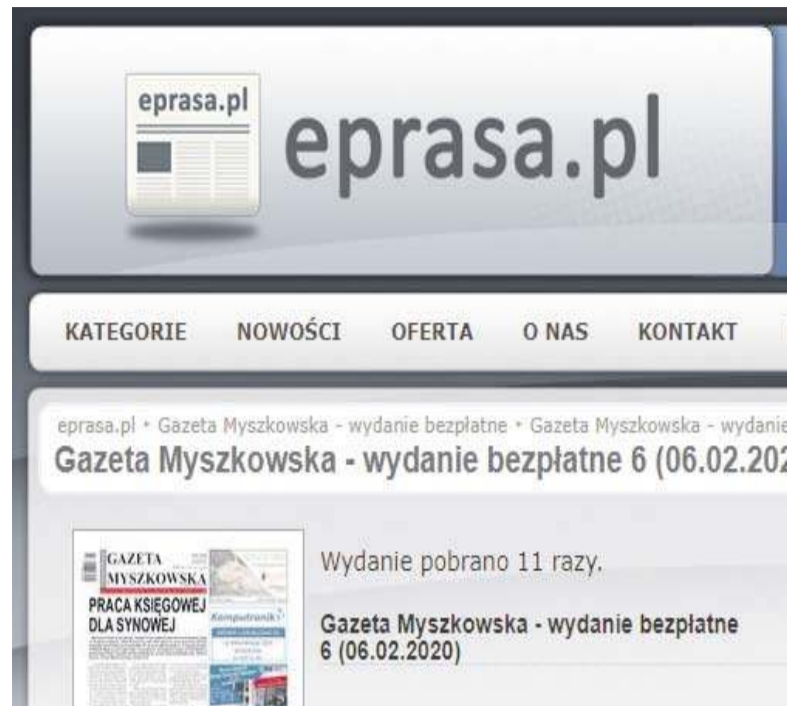 eprasa.pl
eprasa.pl
KATEGORIE NOWOŚCI OFERTA O NAS KONTAKT
eprasa.pl • Gazeta Myszkowska - wydanie bezpłatne • Gazeta Myszkowska - wydanie
Gazeta Myszkowska - wydanie bezpłatne 6 (06.02.202
Wydanie pobrano 11 razy.
Gazeta Myszkowska - wydanie bezpłatne
6 (06.02.2020)
GAZETA
MYSZKOWSKA
PRACA KSIĘGOWEJ
DLA SYNOWEJ
Komputronik